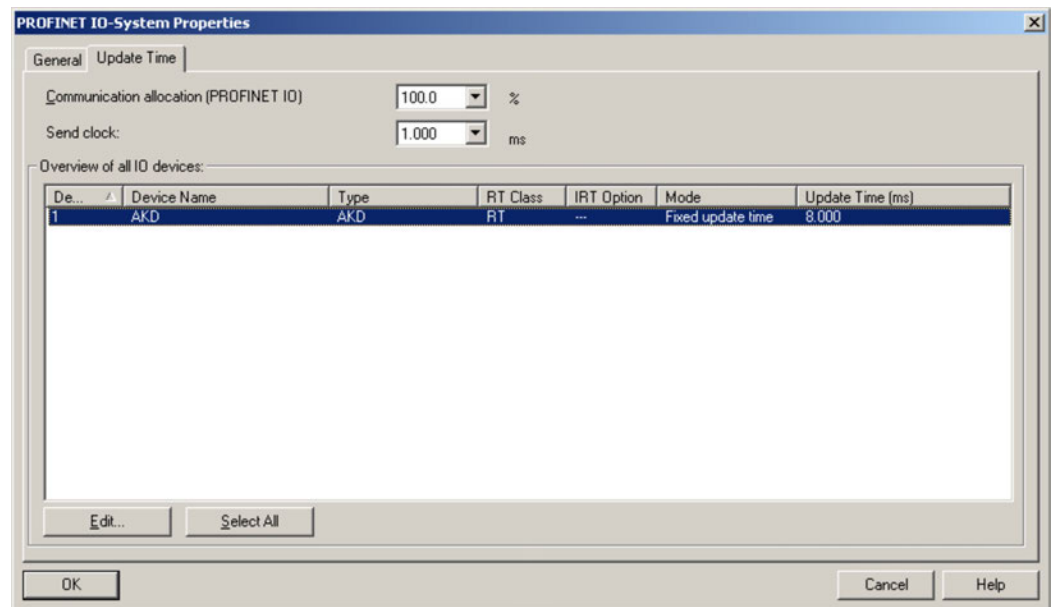 PROFINET IO-System Properties
General Update Time
Communication allocation (PROFINET IO) 100.0 %
Send clock: 1.000 ms
Overview of all IO devices:
De... Device Name Type RT Class IRT Option Mode Update Time (ms)
1 AKD AKD RT --- Fixed update time 8.000
Edit... Select All
OK Cancel Help